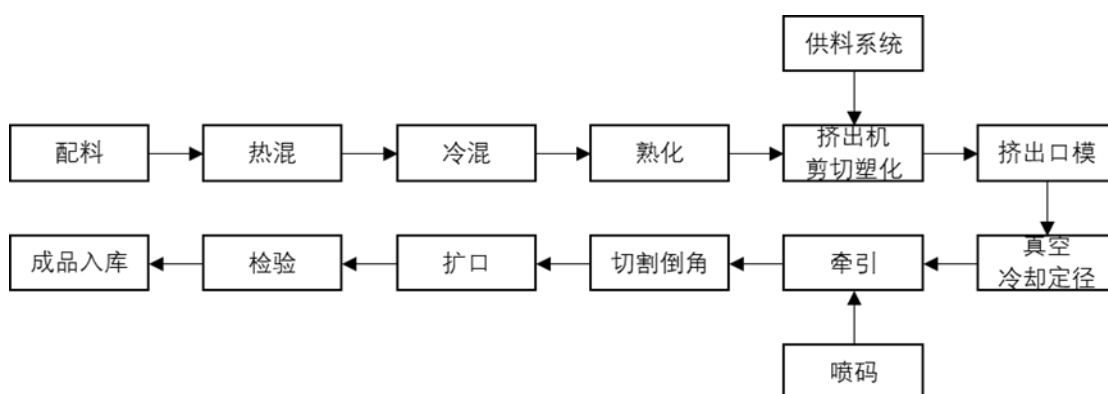 供料系统
配料
热混
冷混
熟化
挤出机
剪切塑化
挤出口模
成品入库
检验
扩口
切割倒角
牵引
真空
冷却定径
喷码